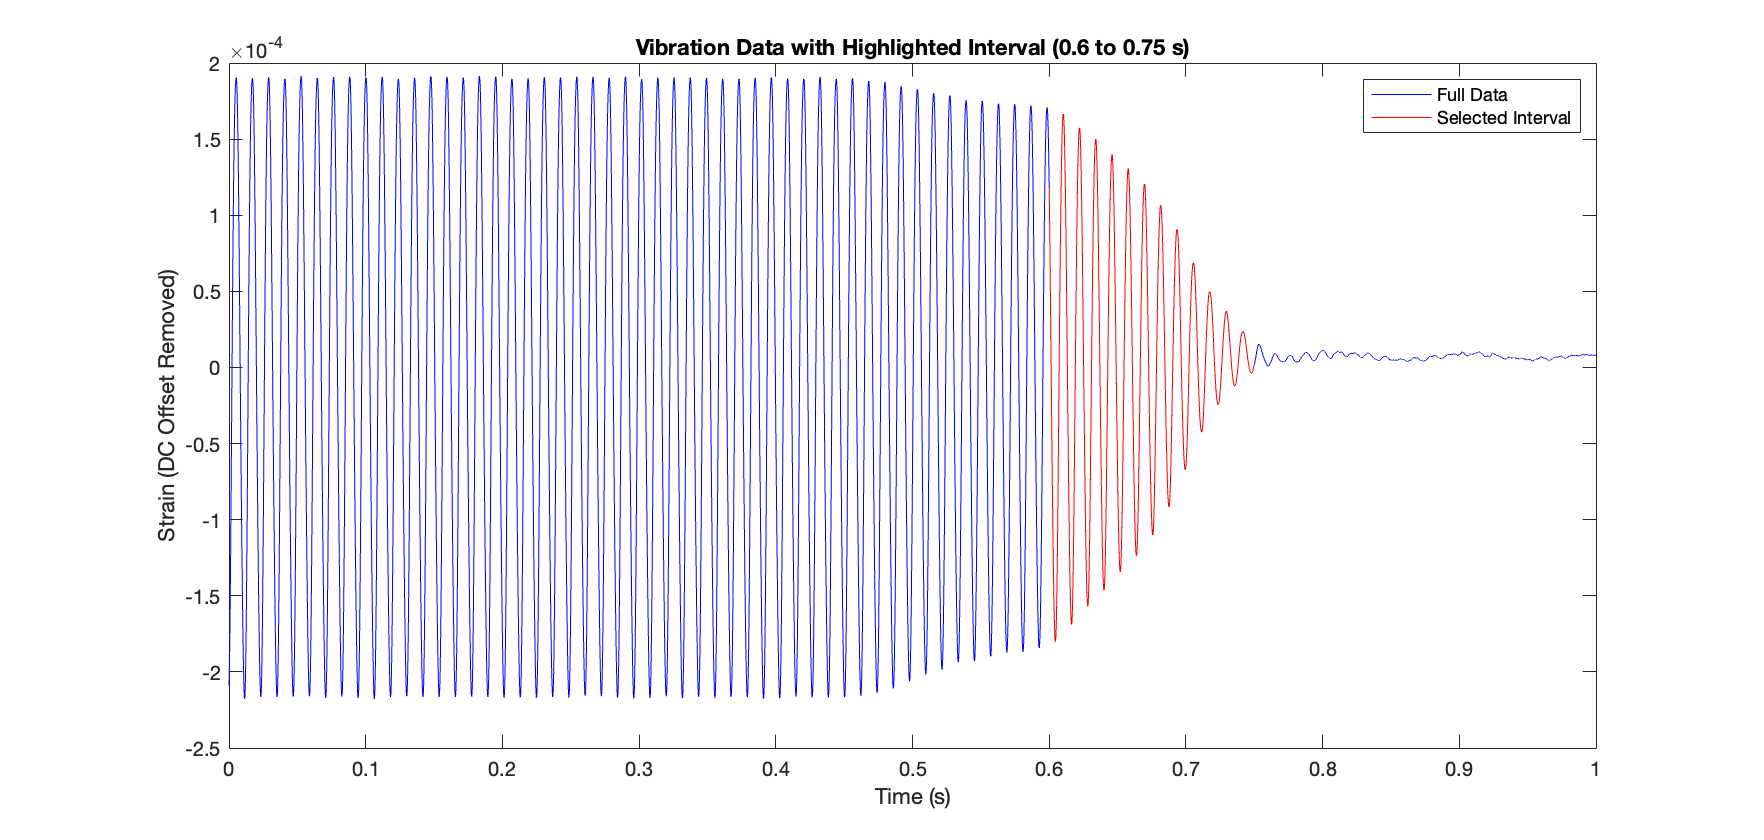 Vibration Data with Highlighted Interval (0.6 to 0.75 s)
×10-4
2
1.5
1
0.5
0
-0.5
-1
-1.5
-2
-2.5
Strain (DC Offset Removed)
Full Data
Selected Interval
0 0.1 0.2 0.3 0.4 0.5 0.6 0.7 0.8 0.9 1
Time (s)